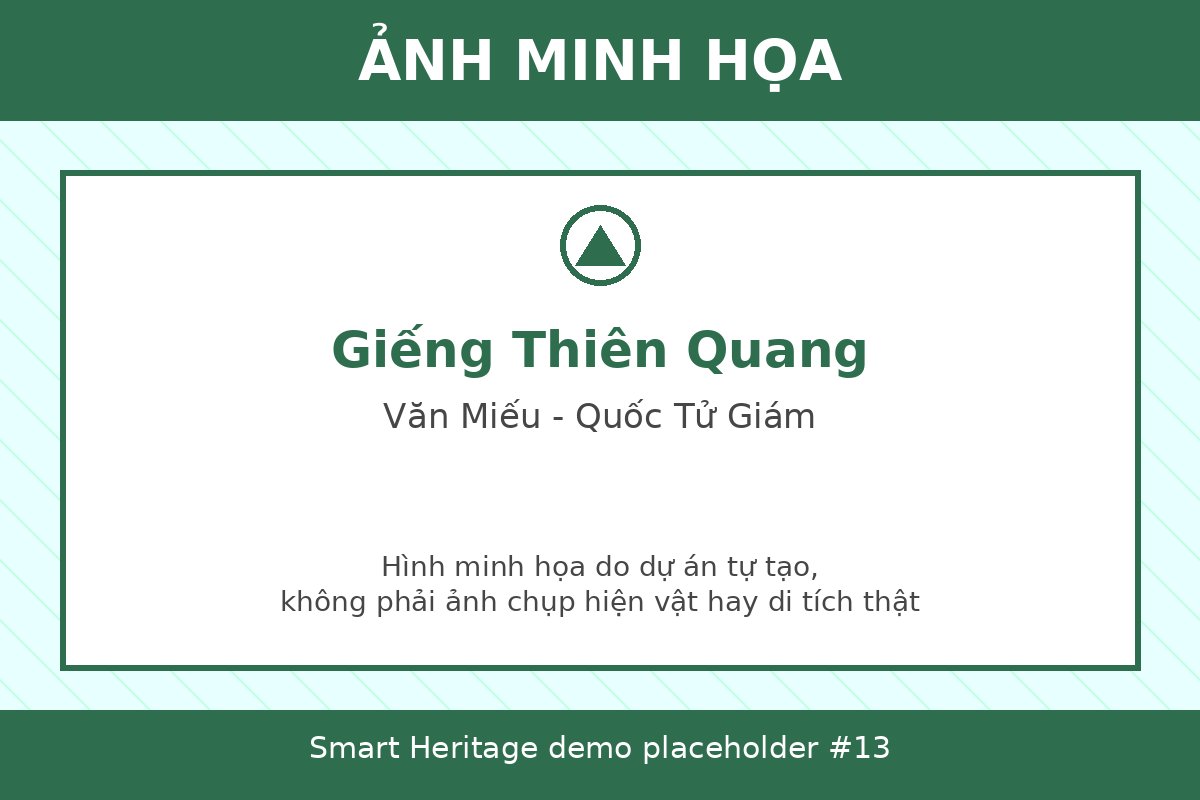 ẢNH MINH HỌA
Giếng Thiên Quang
Văn Miếu - Quốc Tử Giám
Hình minh họa do dự án tự tạo,
không phải ảnh chụp hiện vật hay di tích thật
Smart Heritage demo placeholder #13